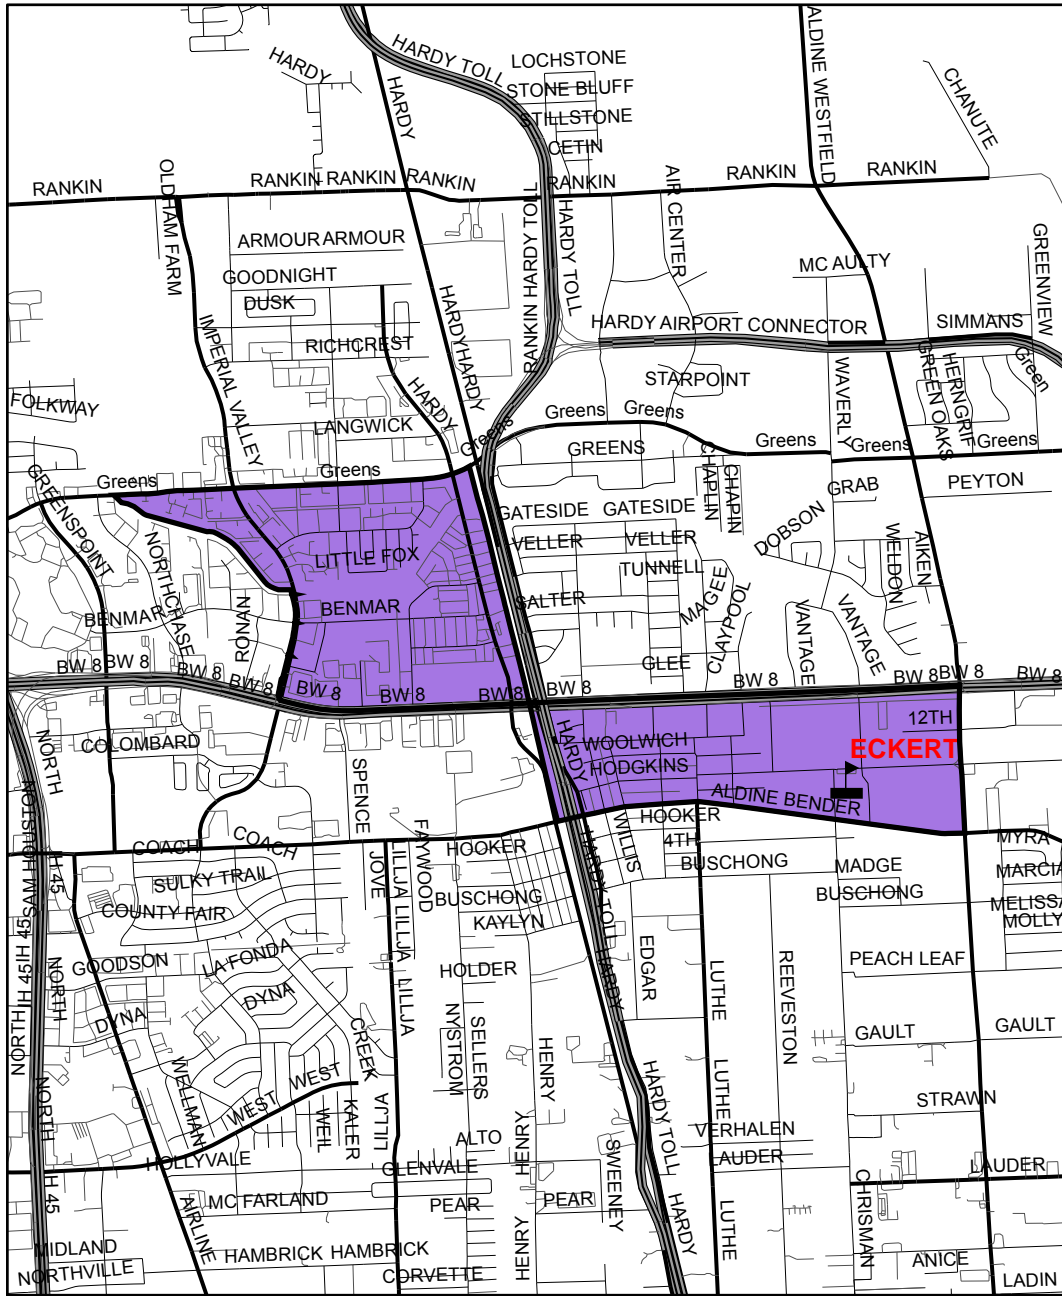 HARDY TOLL
HARDY
HARDY
LOCHSTONE
STONE BLUFF
STILLSTONE
CETIN
ALDINE WESTFIELD
CHANUTE
RANKIN
OLDHAM FARM
RANKIN
RANKIN
RANKIN
RANKIN
AIR CENTER
RANKIN
RANKIN
ARMOUR
ARMOUR
RANKIN HARDY TOLL
HARDY TOLL
GREENVIEW
GOODNIGHT
MC AULTY
DUSK
IMPERIAL VALLEY
RICHCREST
HARDY
HARDY
HARDY AIRPORT CONNECTOR
SIMMANS
Green
FOLKWAY
HARDY
STARPOINT
WAVERLY
GREEN OAKS
HERNGRIF
LANGWICK
Greens
Greens
Greens
Greens
Greens
Greens
GREENS
Greens
Greens
GREENSPOINT
CHAPLIN
CHAPIN
GRAB
PEYTON
GATESIDE
GATESIDE
VELLER
VELLER
DOBSON
WELDON
AIKEN
NORTHCHASE
LITTLE FOX
TUNNELL
BENMAR
RONAN
BENMAR
SALTER
MAGEE
CLAYPOOL
VANTAGE
VANTAGE
GLEE
BW 8
BW 8
BW 8
BW 8
BW 8
BW 8
BW 8
BW 8
BW 8
BW 8
BW 8
BW 8
NORTH
COLOMBARD
SPENCE
HARDY
WOOLWICH
HODGKINS
12TH
ECKERT
ALDINE BENDER
SAM HOUSTON
COACH
COACH
FAYWOOD
HOOKER
WILLIS
HOOKER
4TH
BUSCHONG
MADGE
MYRA
IH 45
SULKY TRAIL
JOVE
LILLJA
LILLJA
BUSCHONG
KAYLYN
HARDY TOLL
HARDY
BUSCHONG
MARCIA
MELISSA
MOLLY
COUNTY FAIR
GOODSON
LA FONDA
HOLDER
EDGAR
LUTHE
REEVESTON
PEACH LEAF
NORTH
IH 45
IH 45
NORTH
DYNA
DYNA
LILLJA
CREEK
NYSTROM
SELLERS
HENRY
GAULT
GAULT
NORTH
WELLMAN
WEST
WEST
WEIL
KALER
LILLJA
HARDY TOLL
LUTHE
STRAWN
ALTO
HENRY
SWEENEY
VERHALEN
LAUDER
LAUDER
HOLLYVALE
GLENVALE
IH 45
AIRLINE
MC FARLAND
PEAR
PEAR
HARDY
LUTHE
CHRISMAN
MIDLAND
NORTHVILLE
HAMBRICK
HAMBRICK
CORVETTE
HENRY
ANICE
LADIN